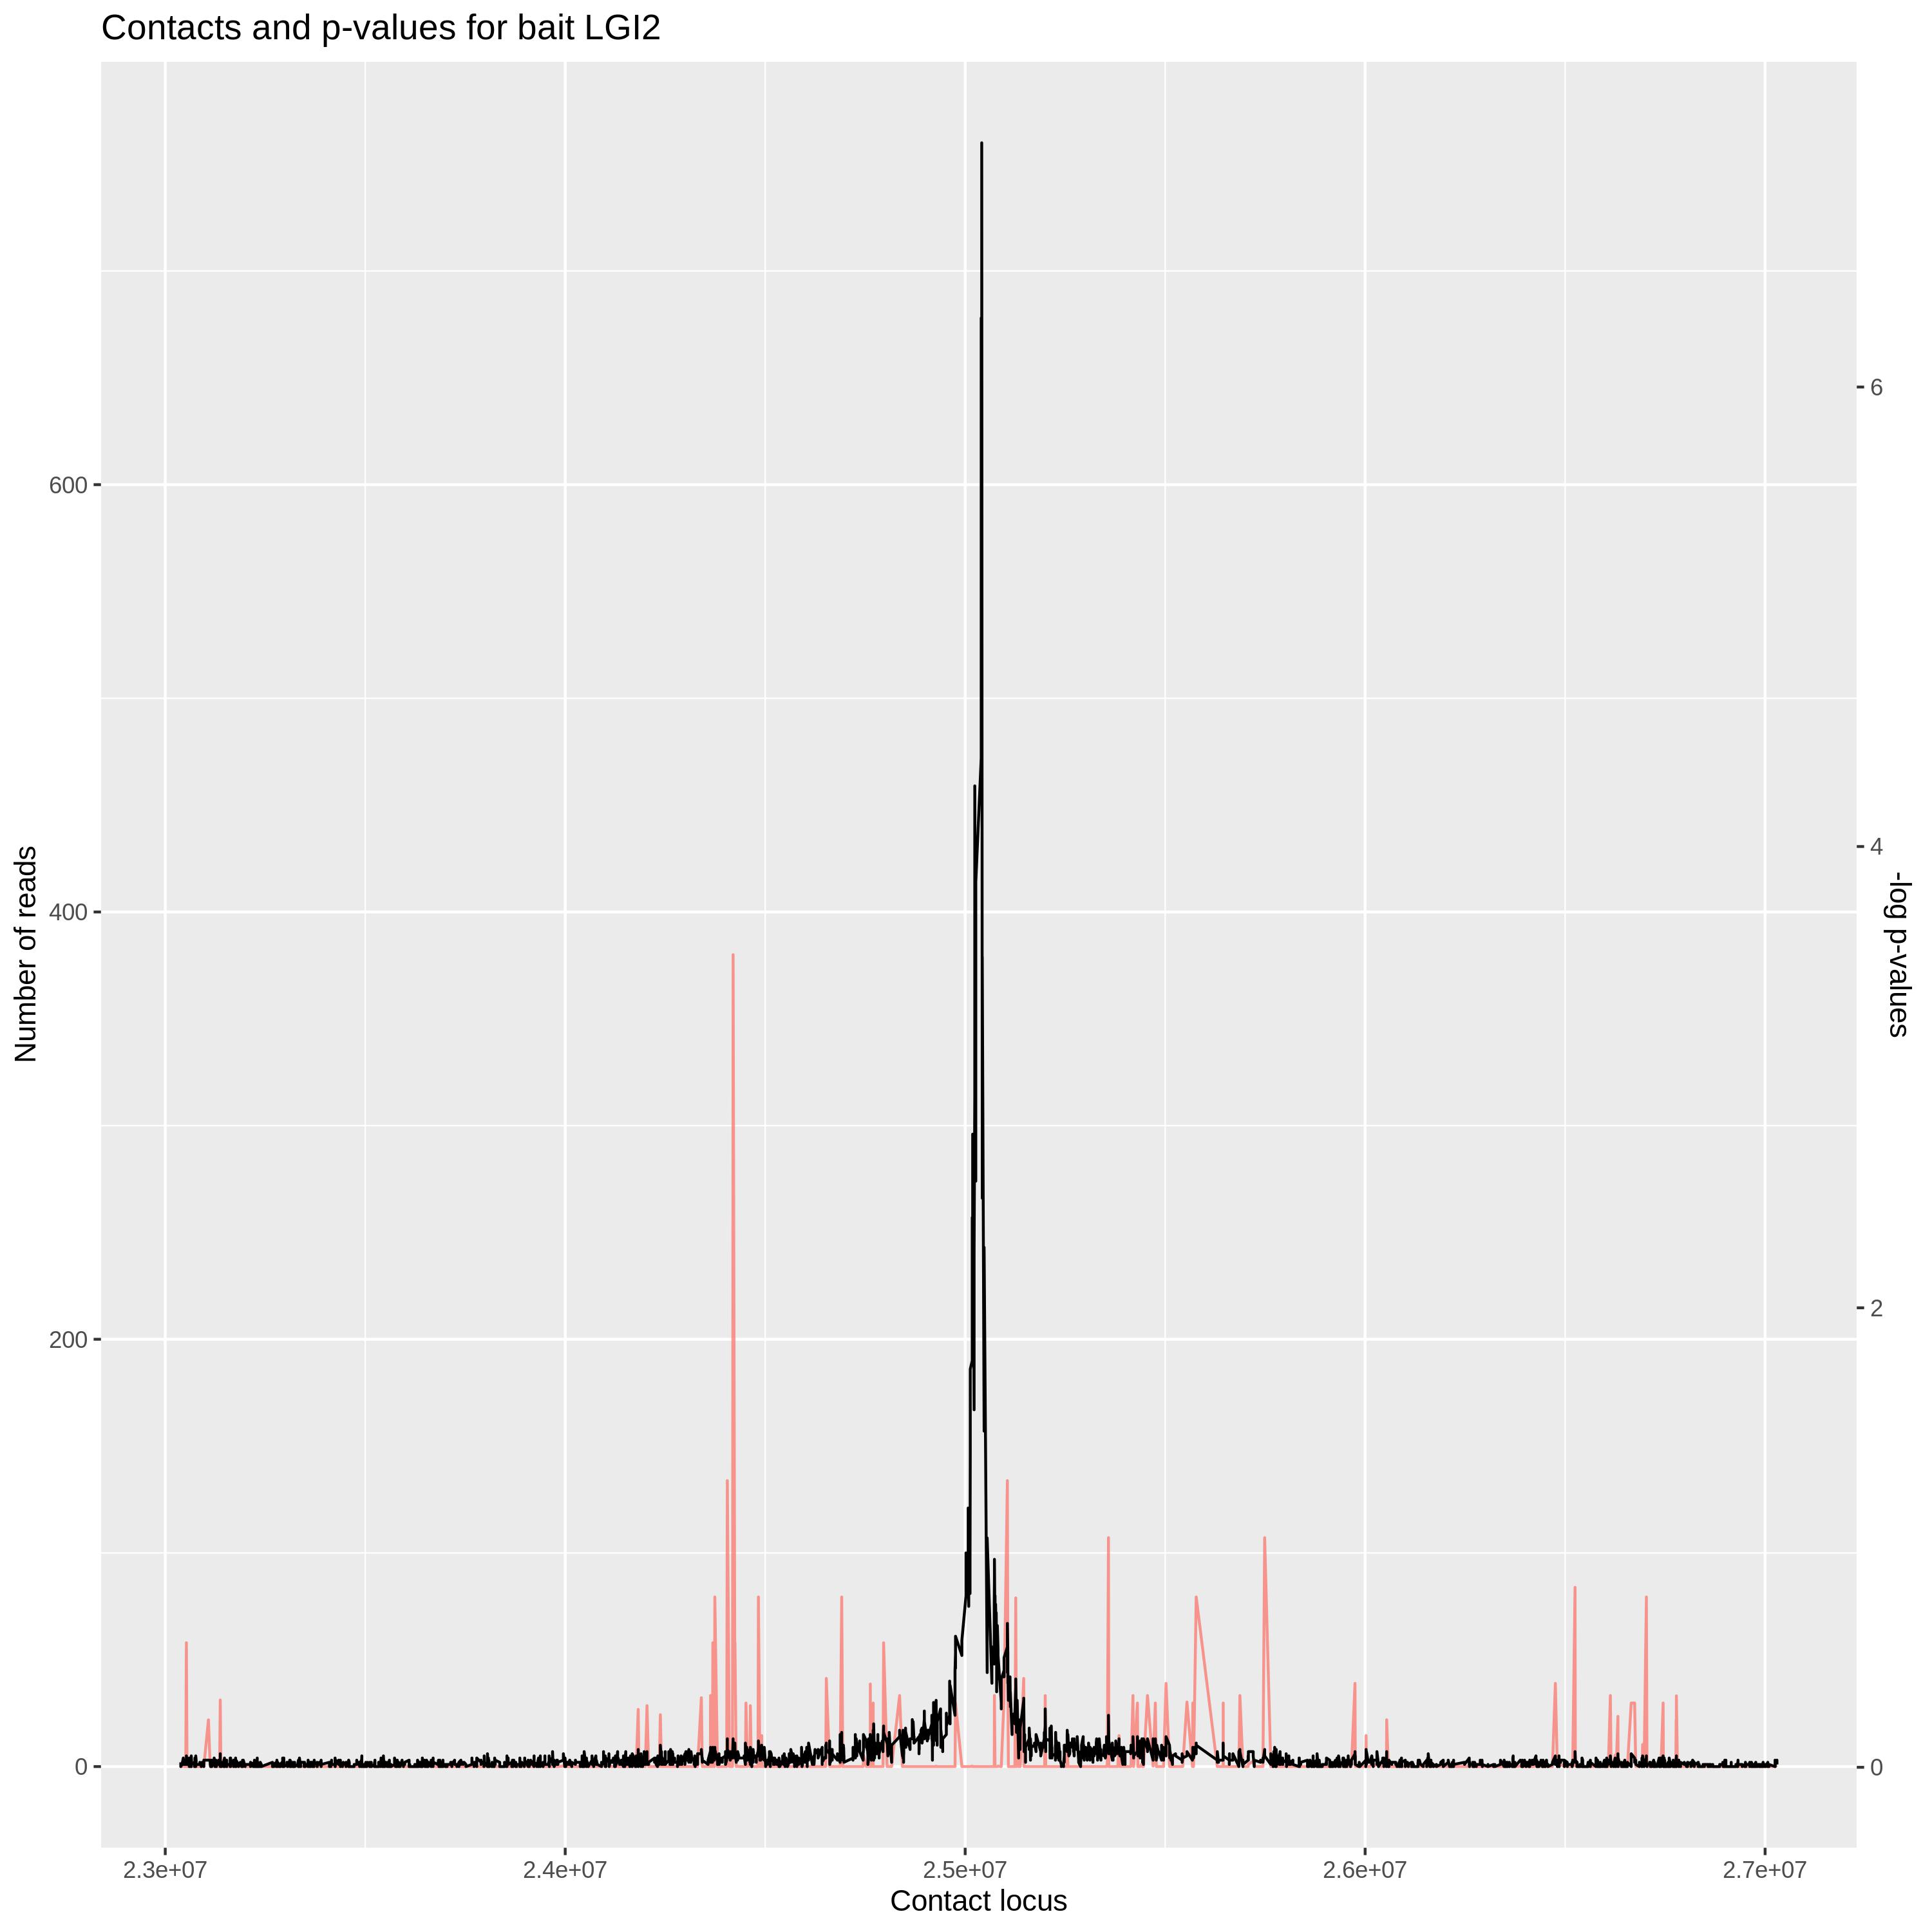 Contacts and p-values for bait LGI2
Number of reads
600
400
200
0
6
4
2
0
-log p-values
2.3e+07
2.4e+07
2.5e+07
2.6e+07
2.7e+07
Contact locus